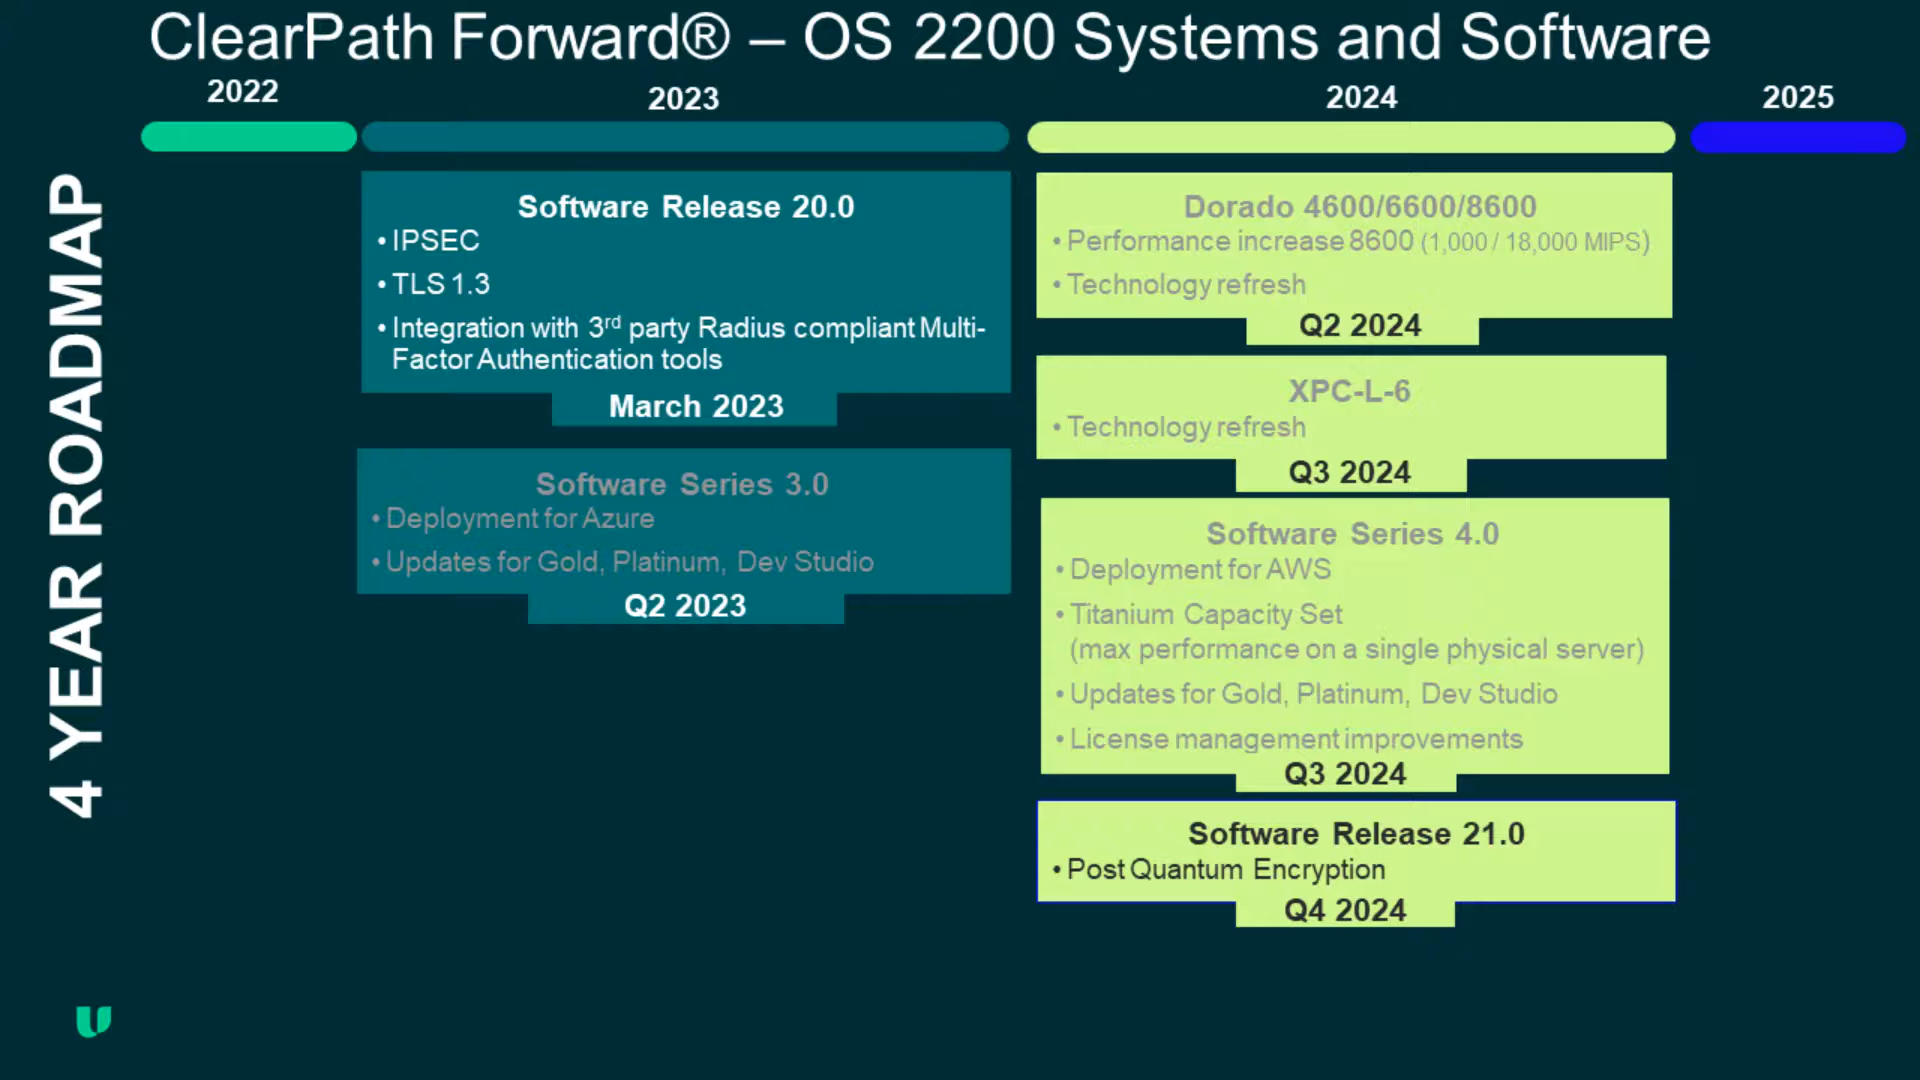 ClearPath Forward® – OS 2200 Systems and Software
2022
2023
2024
2025
4 YEAR ROADMAP
Software Release 20.0
• IPSEC
• TLS 1.3
• Integration with 3rd party Radius compliant Multi-
Factor Authentication tools
March 2023
Software Series 3.0
• Deployment for Azure
• Updates for Gold, Platinum, Dev Studio
Q2 2023
Dorado 4600/6600/8600
• Performance increase 8600 (1,000 / 18,000 MIPS)
• Technology refresh
Q2 2024
XPC-L-6
• Technology refresh
Q3 2024
Software Series 4.0
• Deployment for AWS
• Titanium Capacity Set
(max performance on a single physical server)
• Updates for Gold, Platinum, Dev Studio
• License management improvements
Q3 2024
Software Release 21.0
• Post Quantum Encryption
Q4 2024